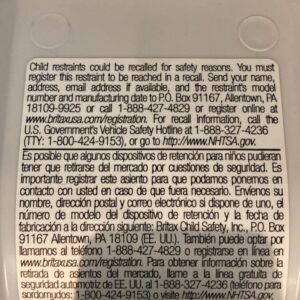 Child restraints could be recalled for safety reasons. You must
register this restraint to be reached in a recall. Send your name,
address, email address if available, and the restraint's model
number and manufacturing date to P.O. Box 91167, Allentown, PA
18109-9925 or call 1-888-427-4829 or register online at
www.britaxusa.com/registration. For recall information, call the
U.S. Government's Vehicle Safety Hotline at 1-888-327-4236
(TTY: 1-800-424-9153), or go to http://www.NHTSA.gov.
Es posible que algunos dispositivos de retención para niños pudieran
tener que retirarse del mercado por cuestiones de seguridad. Es
importante registrar este asiento para que podamos ponernos en
contacto con usted en caso de que fuera necesario. Envíenos su
nombre, dirección postal y correo electrónico si dispone de uno, el
número de modelo del dispositivo de retención y la fecha de
fabricación a la dirección siguiente: Britax Child Safety, Inc., P.O. Box
91167 Allentown, PA 18109 (EE. UU.). También puede optar por
llamarnos al teléfono 1-888-427-4829 o registrarse en línea en
www.britaxusa.com/registration. Para obtener información sobre la
retirada de asientos del mercado, llame a la línea gratuita de
seguridad automotriz de EE. UU. al 1-888-327-4236 (teléfono para
sordomudos: 1-800-424-9153) o visite http://www.NHTSA.gov.